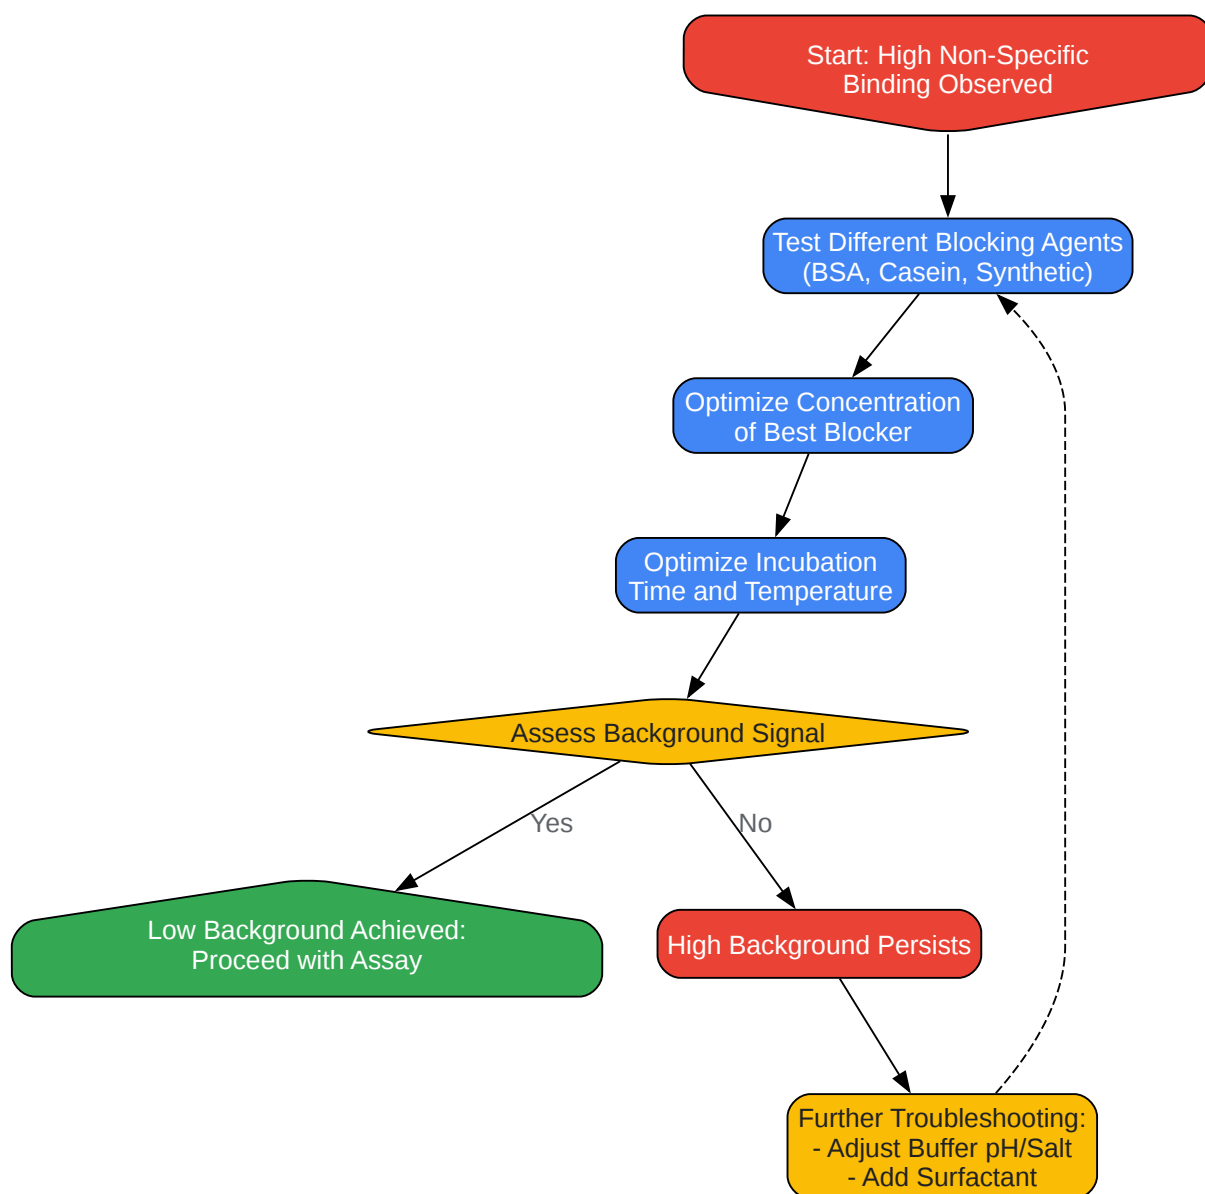 Start: High Non-Specific
Binding Observed
Test Different Blocking Agents
(BSA, Casein, Synthetic)
Optimize Concentration
of Best Blocker
Optimize Incubation
Time and Temperature
Assess Background Signal
Yes
No
Low Background Achieved:
Proceed with Assay
High Background Persists
Further Troubleshooting:
- Adjust Buffer pH/Salt
- Add Surfactant